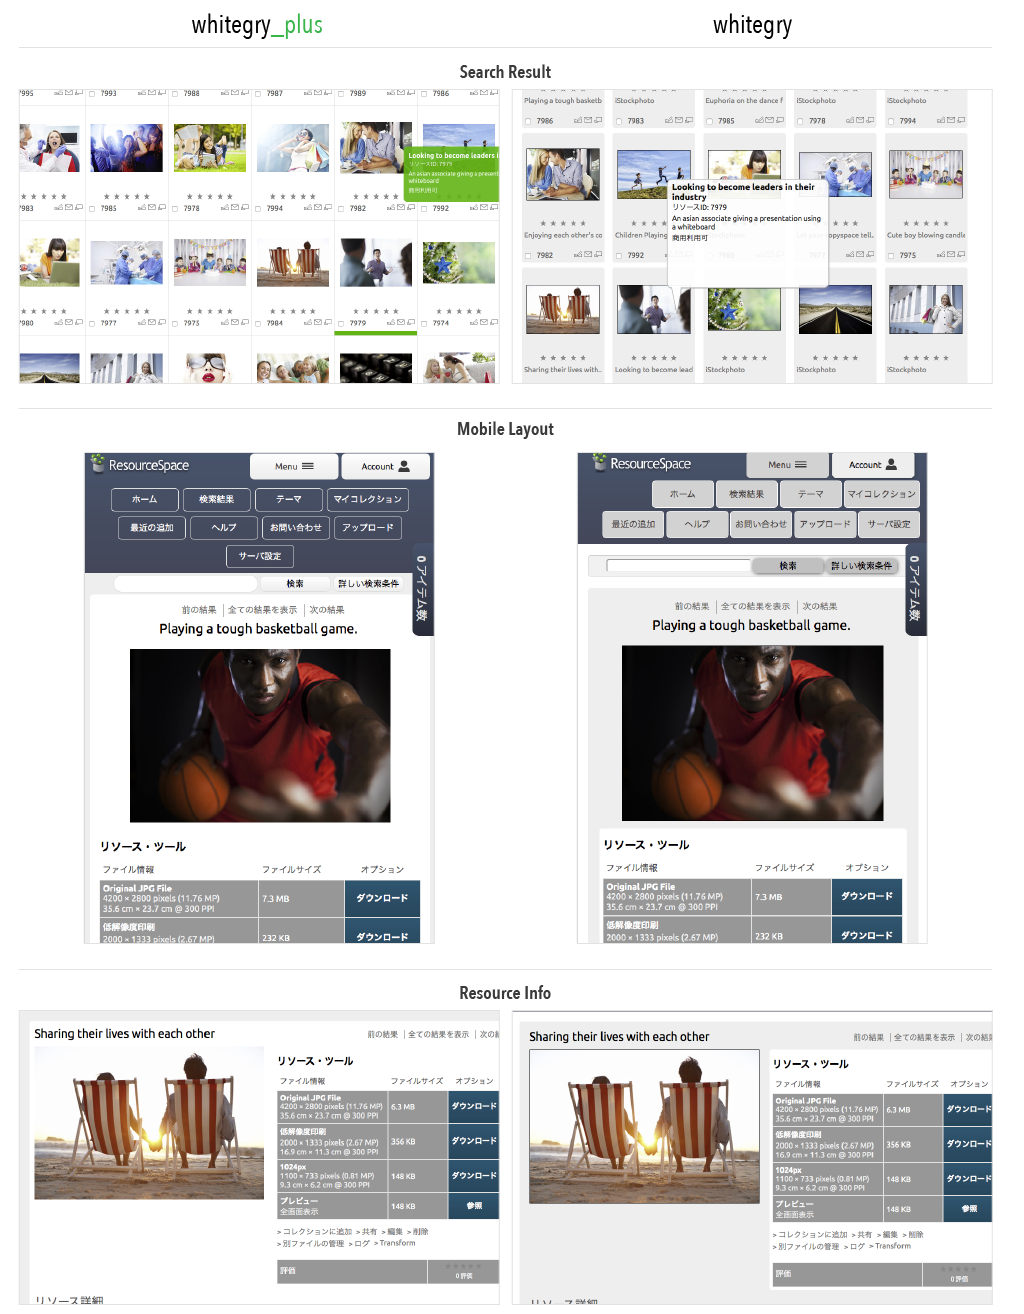 whitegry_plus
whitegry
Search Result
7995 7993 7988 7987 7989 7986
Looking to become leaders i
リソースID: 7979
An asian associate giving a present
whiteboard
商用利用可
7983 7985 7978 7994 7982 7992
7980 7977 7975 7984 7979 7974
Playing a tough basketb iStockphoto Euphoria on the dance f iStockphoto iStockphoto
7986 7983 7985 7978 7994
Looking to become leaders in their
industry
リソースID: 7979
An asian associate giving a presentation using
a whiteboard
商用利用可
Enjoying each other's co Children Playing opyspace tell. Cute boy blowing candle
7982 7992 7975
Sharing their lives with.. Looking to become lead iStockphoto iStockphoto iStockphoto
Mobile Layout
ResourceSpace
Menu
Account
ホーム 検索結果 テーマ マイコレクション
最近の追加 ヘルプ お問い合わせ アップロード
サーバ設定
0 アイテム数
検索 詳しい検索条件
前の結果 全ての結果を表示 次の結果
Playing a tough basketball game.
リソース・ツール
ファイル情報 ファイルサイズ オプション
Original JPG File
4200 × 2800 pixels (11.76 MP)
35.6 cm × 23.7 cm @ 300 PPI
7.3 MB
ダウンロード
低解像度印刷
2000 × 1333 pixels (2.67 MP)
232 KB
ダウンロード
ResourceSpace
Menu
Account
ホーム 検索結果 テーマ マイコレクション
最近の追加 ヘルプ お問い合わせ アップロード サーバ設定
0 アイテム数
検索 詳しい検索条件
前の結果 全ての結果を表示 次の結果
Playing a tough basketball game.
リソース・ツール
ファイル情報 ファイルサイズ オプション
Original JPG File
4200 × 2800 pixels (11.76 MP)
35.6 cm × 23.7 cm @ 300 PPI
7.3 MB
ダウンロード
低解像度印刷
2000 × 1333 pixels (2.67 MP)
232 KB
ダウンロード
Resource Info
Sharing their lives with each other
前の結果 全ての結果を表示 次の
リソース・ツール
ファイル情報 ファイルサイズ オプション
Original JPG File
4200 × 2800 pixels (11.76 MP)
35.6 cm × 23.7 cm @ 300 PPI
6.3 MB
ダウンロード
低解像度印刷
2000 × 1333 pixels (2.67 MP)
16.9 cm × 11.3 cm @ 300 PPI
356 KB
ダウンロード
1024px
1100 × 733 pixels (0.81 MP)
9.3 cm × 6.2 cm @ 300 PPI
148 KB
ダウンロード
プレビュー
全画面表示
148 KB
参照
> コレクションに追加 > 共有 > 編集 > 削除
> 別ファイルの管理 > ログ > Transform
評価
0 評価
リソース詳細
Sharing their lives with each other
前の結果 全ての結果を表示 次の
リソース・ツール
ファイル情報 ファイルサイズ オプション
Original JPG File
4200 × 2800 pixels (11.76 MP)
35.6 cm × 23.7 cm @ 300 PPI
6.3 MB
ダウンロード
低解像度印刷
2000 × 1333 pixels (2.67 MP)
16.9 cm × 11.3 cm @ 300 PPI
356 KB
ダウンロード
1024px
1100 × 733 pixels (0.81 MP)
9.3 cm × 6.2 cm @ 300 PPI
148 KB
ダウンロード
プレビュー
全画面表示
148 KB
参照
> コレクションに追加 > 共有 > 編集 > 削除
> 別ファイルの管理 > ログ > Transform
評価
0 評価